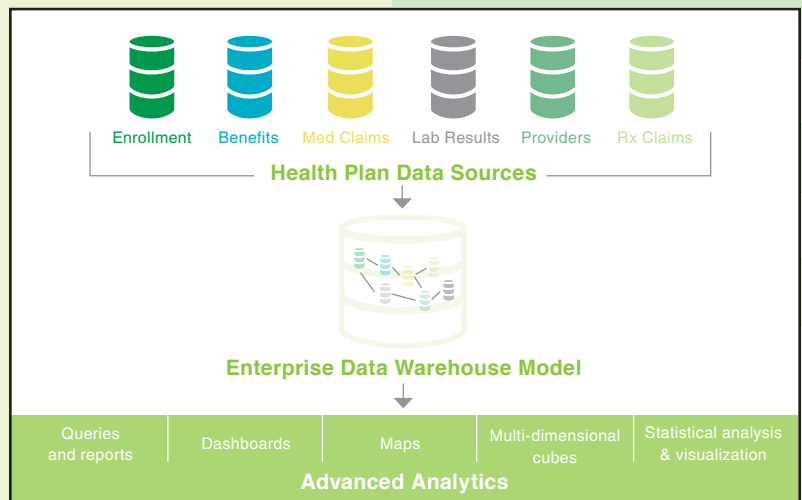 Enrollment Benefits Med Claims Lab Results Providers Rx Claims
Health Plan Data Sources
Enterprise Data Warehouse Model
Queries
and reports
Dashboards
Maps
Multi-dimensional
cubes
Statistical analysis
& visualization
Advanced Analytics